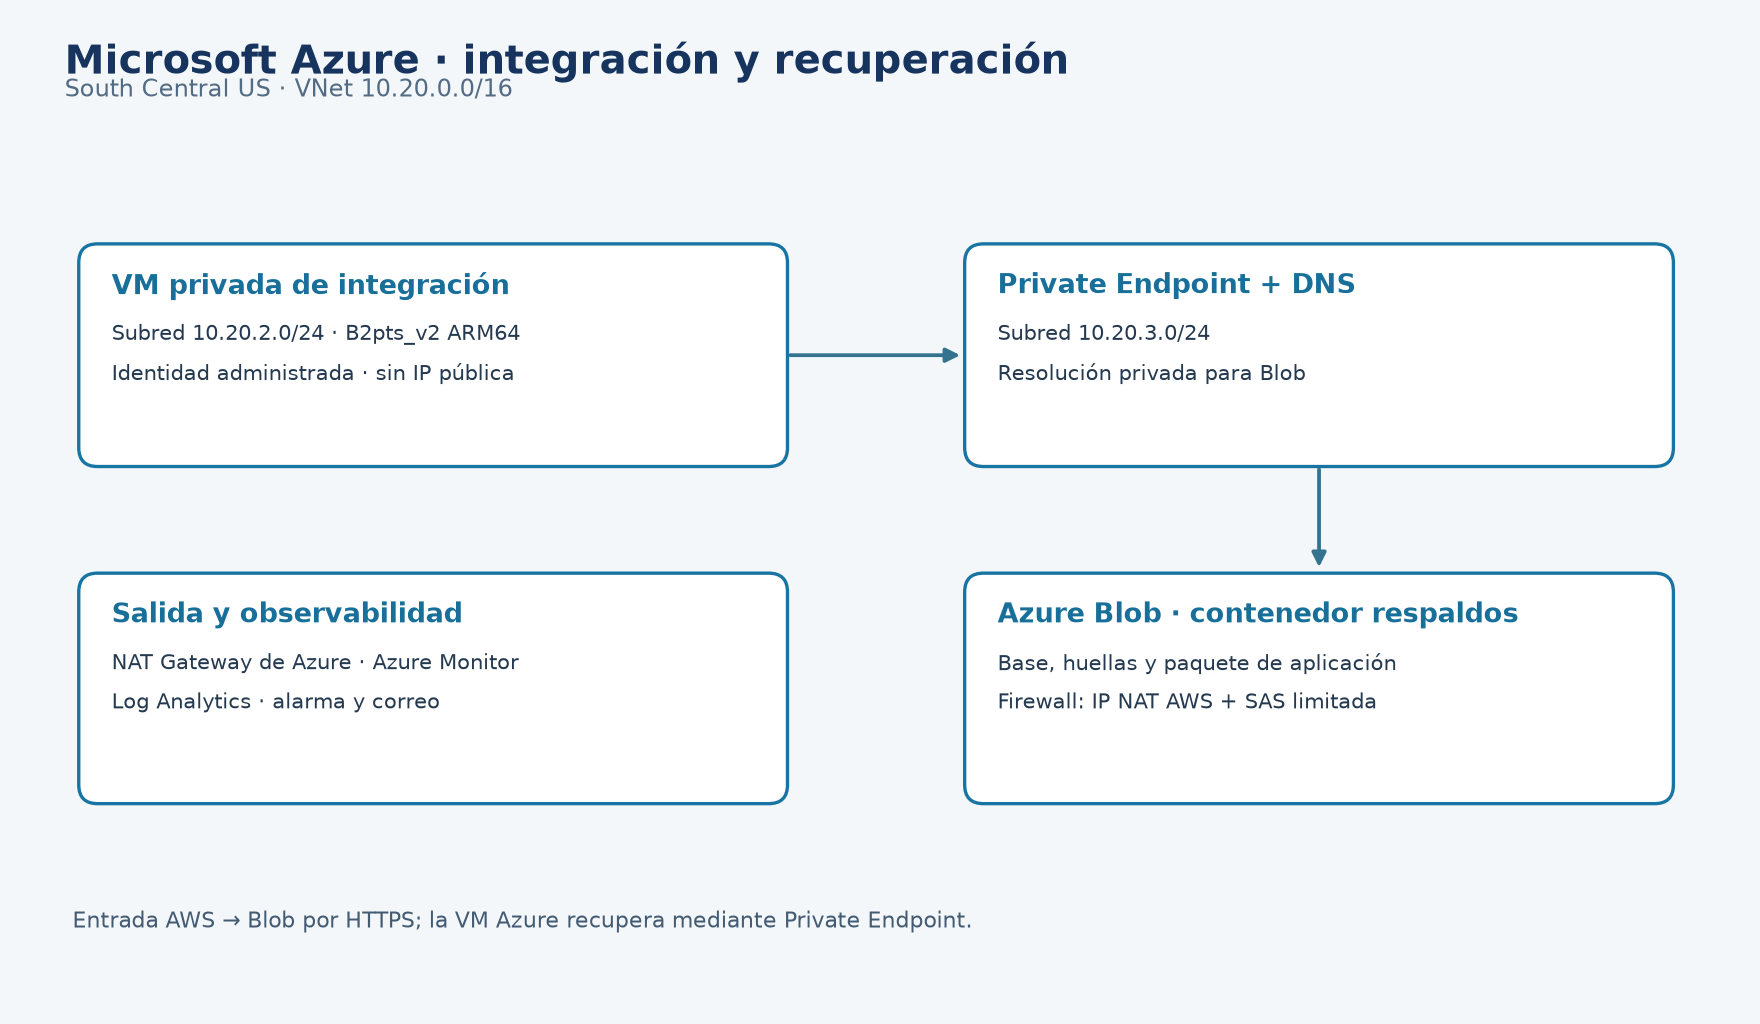 Microsoft Azure · integración y recuperación
South Central US · VNet 10.20.0.0/16
VM privada de integración
Subred 10.20.2.0/24 · B2pts_v2 ARM64
Identidad administrada · sin IP pública
Private Endpoint + DNS
Subred 10.20.3.0/24
Resolución privada para Blob
Salida y observabilidad
NAT Gateway de Azure · Azure Monitor
Log Analytics · alarma y correo
Azure Blob · contenedor respaldos
Base, huellas y paquete de aplicación
Firewall: IP NAT AWS + SAS limitada
Entrada AWS → Blob por HTTPS; la VM Azure recupera mediante Private Endpoint.